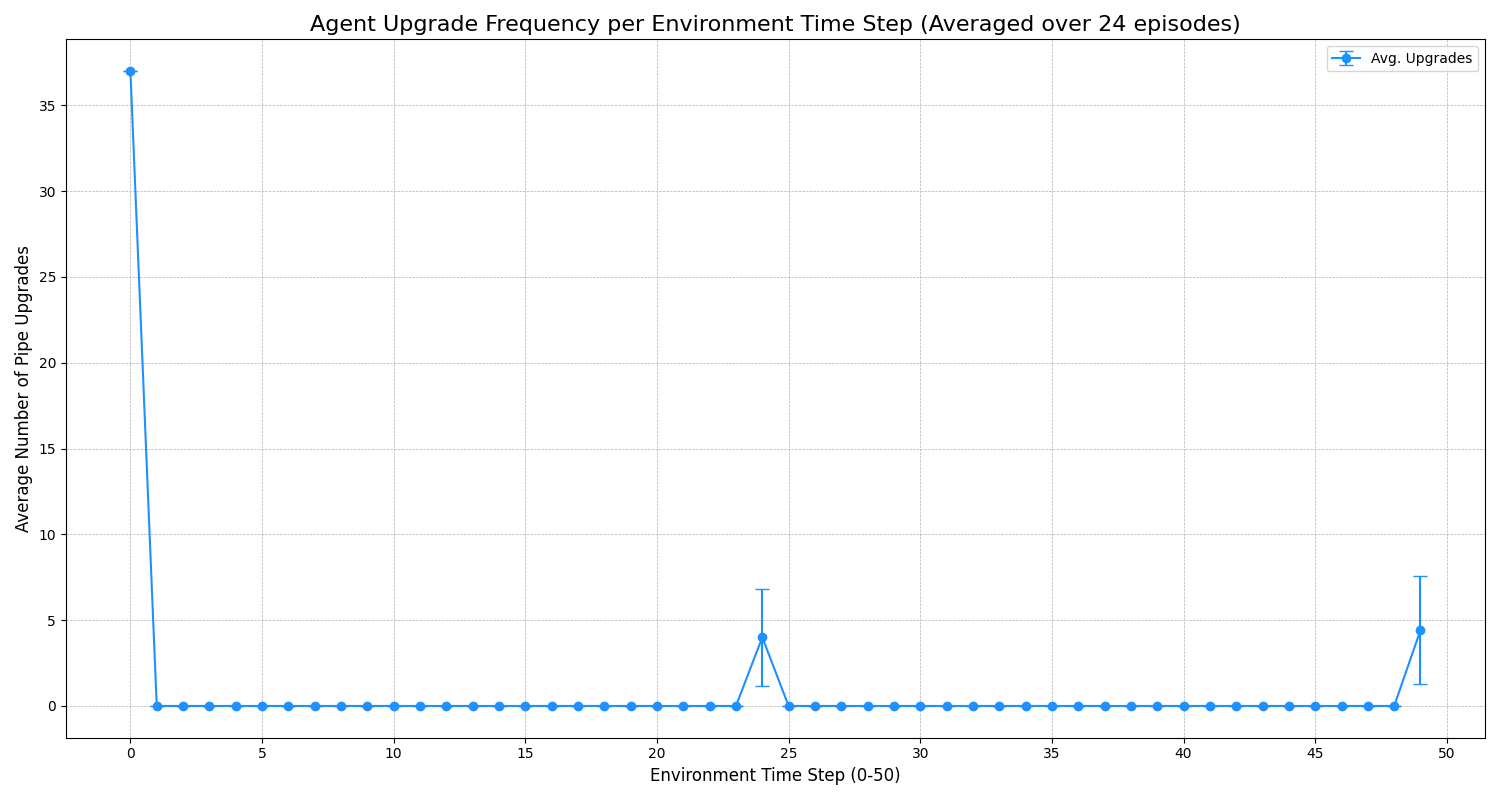 Agent Upgrade Frequency per Environment Time Step (Averaged over 24 episodes)
Avg. Upgrades
Average Number of Pipe Upgrades
35
30
25
20
15
10
5
0
0 5 10 15 20 25 30 35 40 45 50
Environment Time Step (0-50)